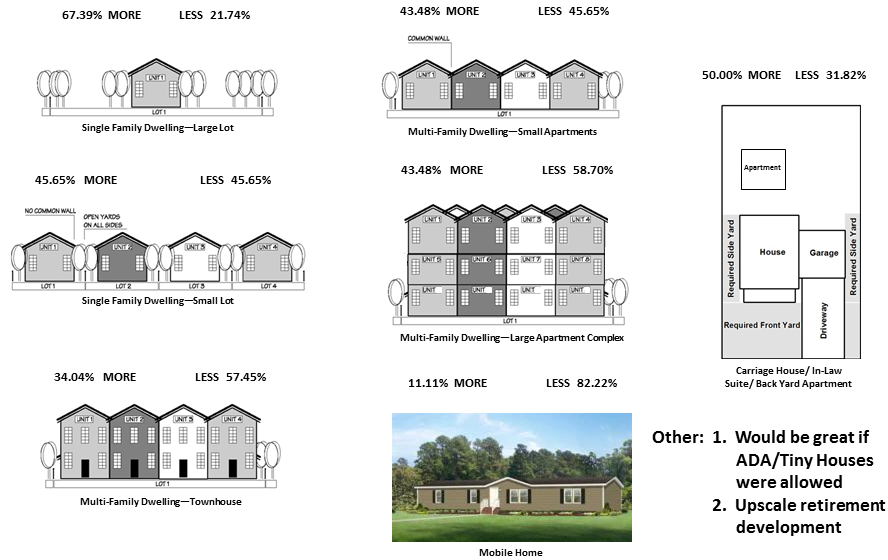 67.39% MORE LESS 21.74%
UNIT 1
LOT 1
Single Family Dwelling—Large Lot
45.65% MORE LESS 45.65%
NO COMMON WALL
OPEN YARDS
ON ALL SIDES
UNIT 1 UNIT 2 UNIT 3 UNIT 4
LOT 1 LOT 2 LOT 3 LOT 4
Single Family Dwelling—Small Lot
34.04% MORE LESS 57.45%
UNIT 1 UNIT 2 UNIT 3 UNIT 4
LOT 1
Multi-Family Dwelling—Townhouse
43.48% MORE LESS 45.65%
COMMON WALL
UNIT 1 UNIT 2 UNIT 3 UNIT 4
LOT 1
Multi-Family Dwelling—Small Apartments
43.48% MORE LESS 58.70%
UNIT 1 UNIT 2 UNIT 3 UNIT 4
UNIT 5 UNIT 6 UNIT 7 UNIT 8
UNIT UNIT UNIT UNIT
LOT 1
Multi-Family Dwelling—Large Apartment Complex
11.11% MORE LESS 82.22%
Mobile Home
50.00% MORE LESS 31.82%
Apartment
Required Side Yard
House
Garage
Required Side Yard
Required Front Yard
Driveway
Carriage House/ In-Law
Suite/ Back Yard Apartment
Other: 1. Would be great if
ADA/Tiny Houses
were allowed
2. Upscale retirement
development